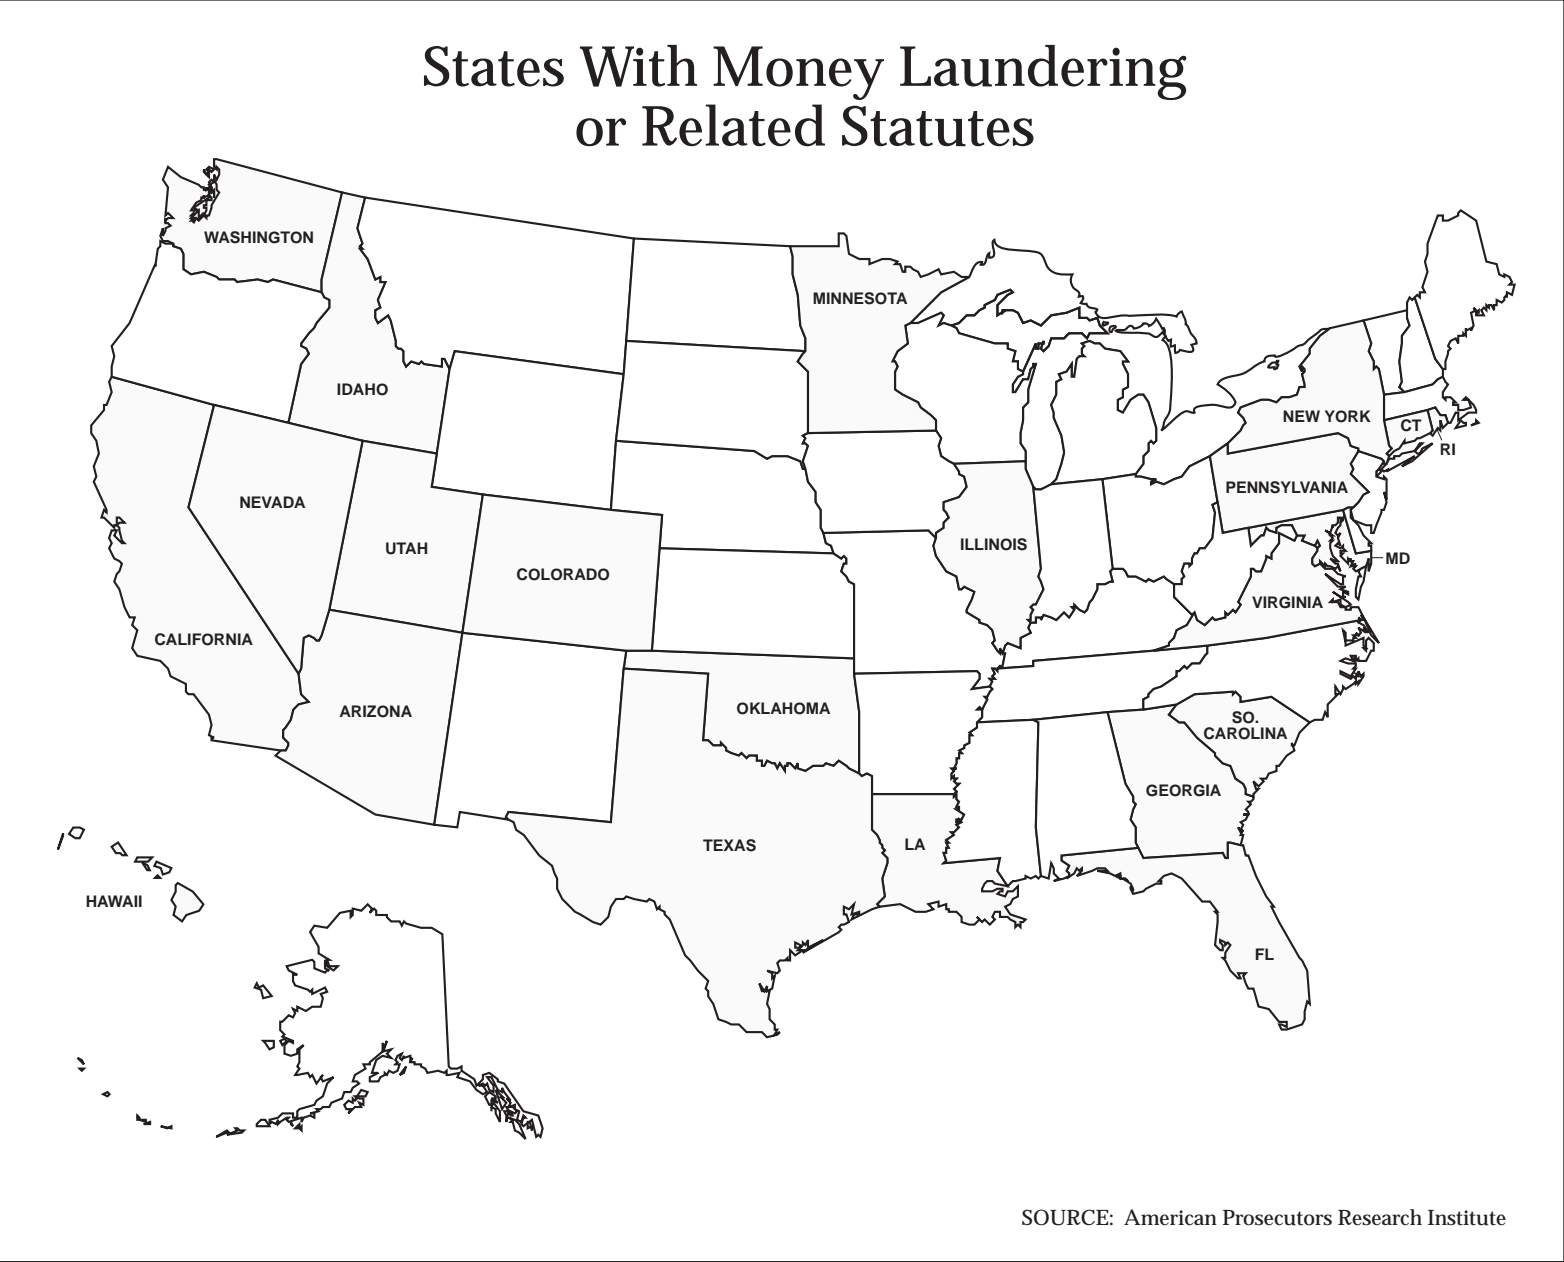 States With Money Laundering
or Related Statutes
WASHINGTON
MINNESOTA
IDAHO
NEW YORK
CT
RI
NEVADA
PENNSYLVANIA
UTAH
COLORADO
ILLINOIS
MD
VIRGINIA
CALIFORNIA
ARIZONA
OKLAHOMA
SO.
CAROLINA
GEORGIA
TEXAS
LA
HAWAII
FL
SOURCE: American Prosecutors Research Institute